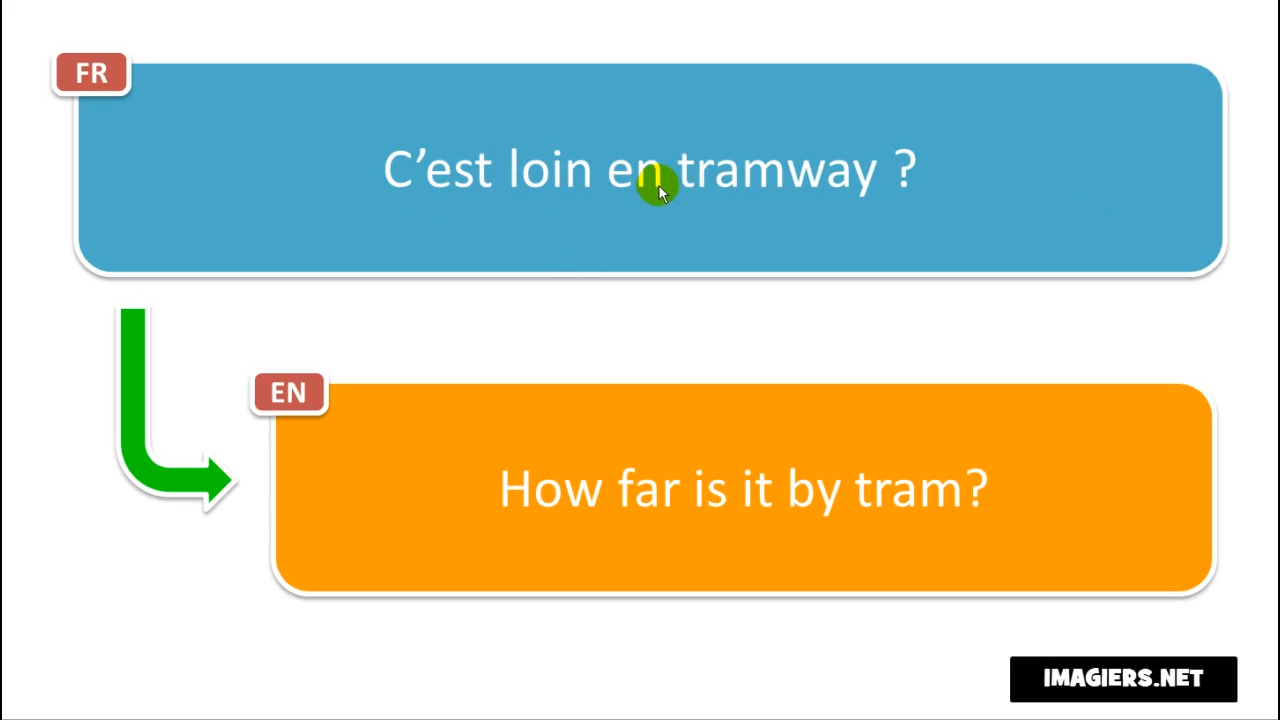 FR
C’est loin en tramway ?
EN
How far is it by tram?
IMAGIERS.NET